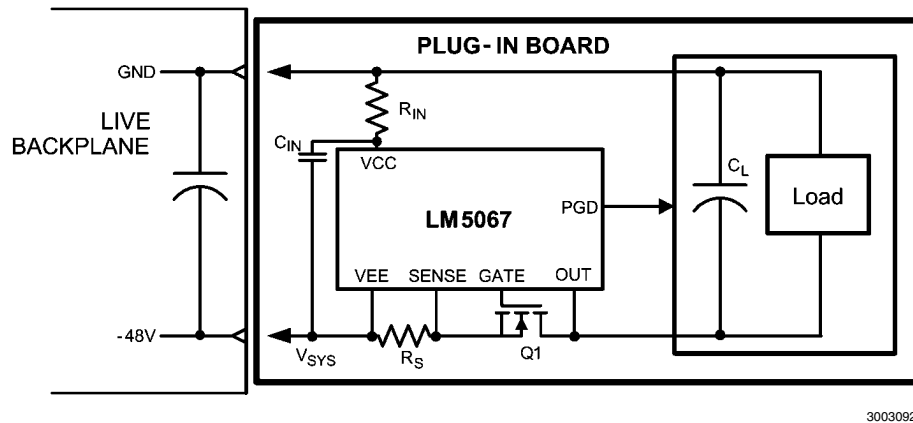 PLUG-IN BOARD
GND
LIVE
BACKPLANE
RIN
CIN
VCC
CL
Load
PGD
LM5067
VEE SENSE GATE OUT
-48V
VSYS
RS
Q1
3003092